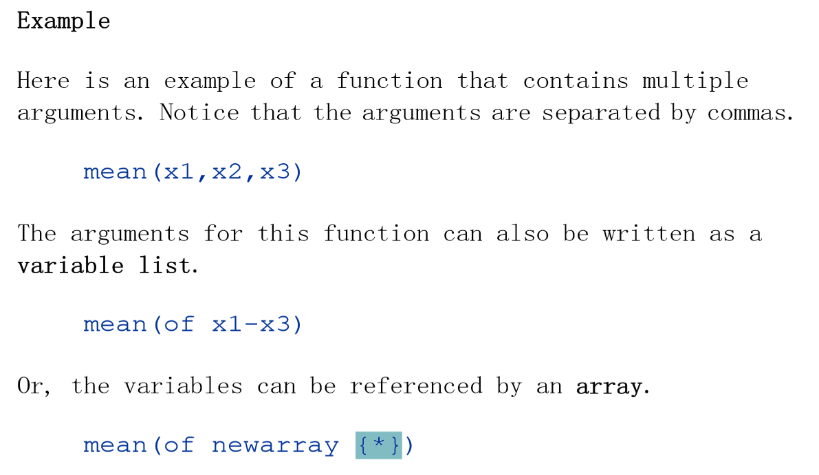 Example
Here is an example of a function that contains multiple
arguments. Notice that the arguments are separated by commas.
mean(x1,x2,x3)
The arguments for this function can also be written as a
variable list.
mean(of x1-x3)
Or, the variables can be referenced by an array.
mean(of newarray {*})